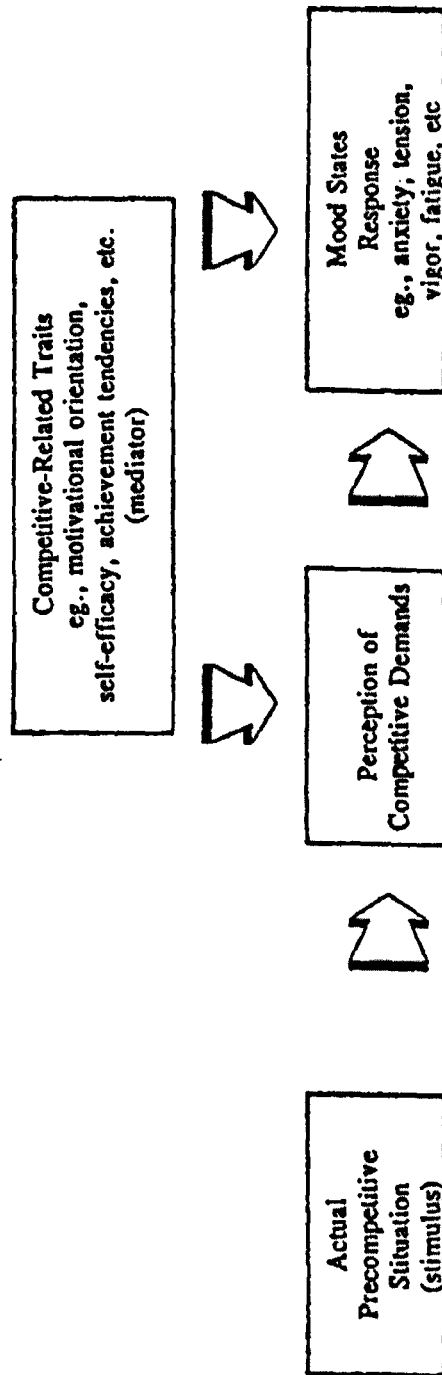 Competitive-Related Traits
eg., motivational orientation,
self-efficacy, achievement tendencies, etc.
(mediator)
Actual
Precompetitive
Stituation
(stimulus)
Perception of
Competitive Demands
Mood States
Response
eg., anxiety, tension,
vigor, fatigue, etc